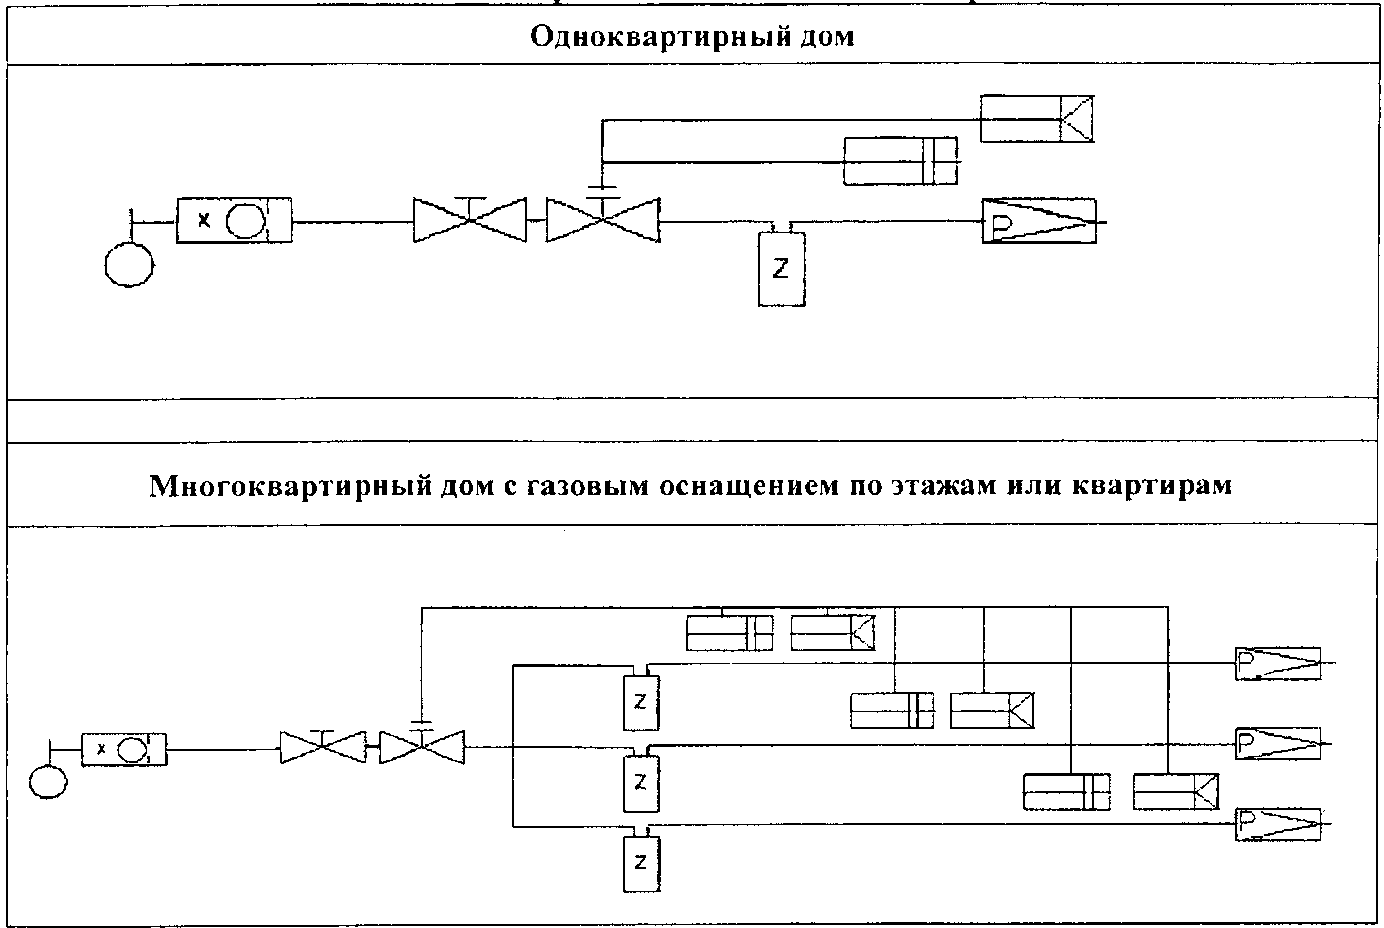 Одноквартирный дом
x
Z
P
Многоквартирный дом с газовым оснащением по этажам или квартирам
P
Z
x
P
Z
P
Z